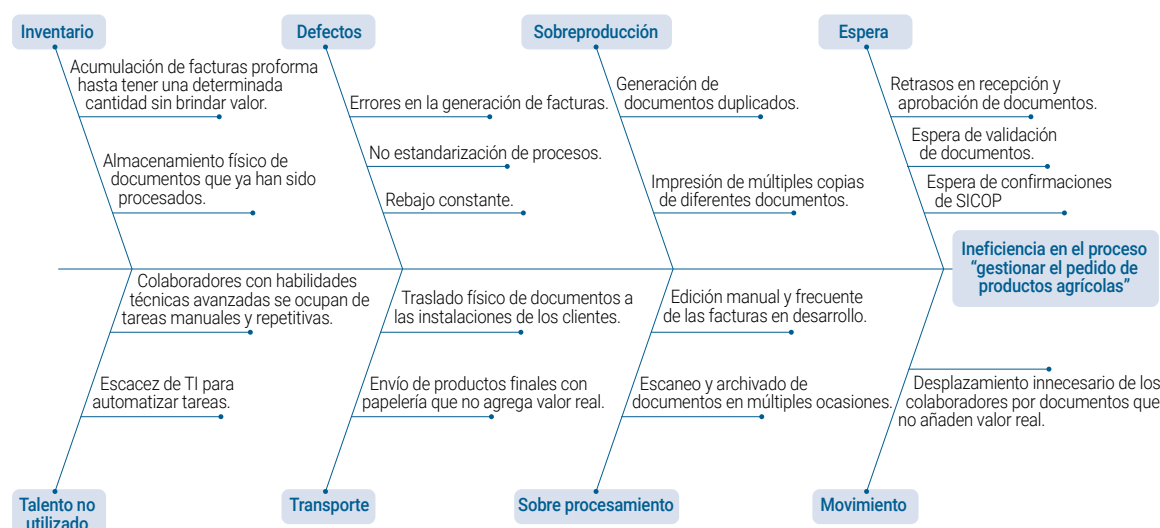 Inventario
Defectos
Sobreproducción
Espera
Acumulación de facturas proforma
hasta tener una determinada
cantidad sin brindar valor.
Almacenamiento físico de
documentos que ya han sido
procesados.
Errores en la generación de facturas.
No estandarización de procesos.
Rebajo constante.
Generación de
documentos duplicados.
Impresión de múltiples copias
de diferentes documentos.
Retrasos en recepción y
aprobación de documentos.
Espera de validación
de documentos.
Espera de confirmaciones
de SICOP
Ineficiencia en el proceso
“gestionar el pedido de
productos agrícolas”
Colaboradores con habilidades
técnicas avanzadas se ocupan de
tareas manuales y repetitivas.
Escacez de TI para
automatizar tareas.
Traslado físico de documentos a
las instalaciones de los clientes.
Envío de productos finales con
papelería que no agrega valor real.
Edición manual y frecuente
de las facturas en desarrollo.
Escaneo y archivado de
documentos en múltiples ocasiones.
Desplazamiento innecesario de los
colaboradores por documentos que
no añaden valor real.
Talento no
utilizado
Transporte
Sobre procesamiento
Movimiento